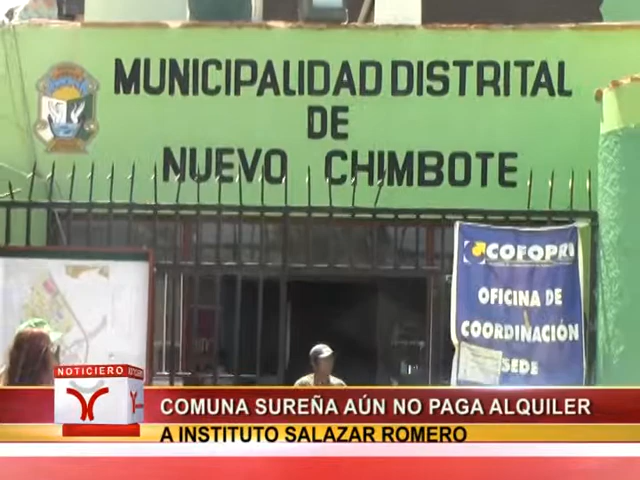 MUNICIPALIDAD DISTRITAL
DE
NUEVO CHIMBOTE
COFOPRI
OFICINA DE
COORDINACIÓN
SEDE
NOTICIERO
COMUNA SUREÑA AÚN NO PAGA ALQUILER
A INSTITUTO SALAZAR ROMERO